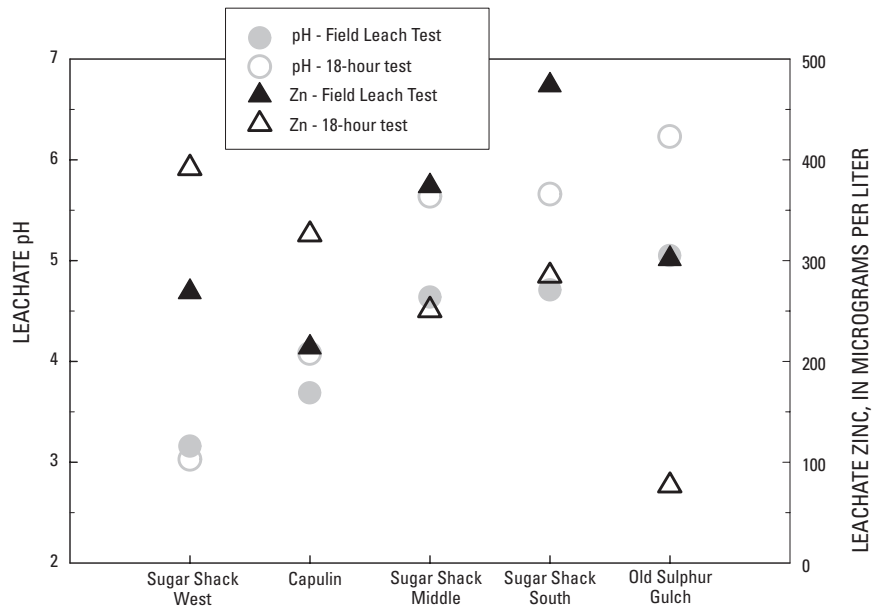 pH - Field Leach Test
pH - 18-hour test
Zn - Field Leach Test
Zn - 18-hour test
7
6
5
4
3
2
LEACHATE pH
500
400
300
200
100
0
LEACHATE ZINC, IN MICROGRAMS PER LITER
Sugar Shack
West
Capulin
Sugar Shack
Middle
Sugar Shack
South
Old Sulphur
Gulch